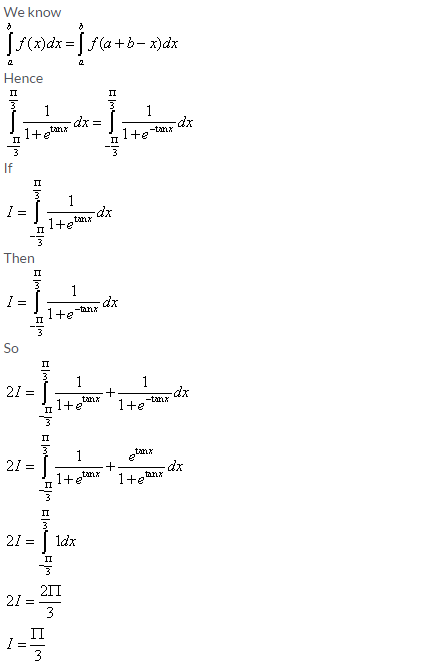 We know
∫_a^b f(x)dx = ∫_a^b f(a+b−x)dx
Hence
∫_{−Π/3}^{Π/3} 1/(1+e^{tanx}) dx = ∫_{−Π/3}^{Π/3} 1/(1+e^{−tanx}) dx
If
I = ∫_{−Π/3}^{Π/3} 1/(1+e^{tanx}) dx
Then
I = ∫_{−Π/3}^{Π/3} 1/(1+e^{−tanx}) dx
So
2I = ∫_{−Π/3}^{Π/3} 1/(1+e^{tanx}) + 1/(1+e^{−tanx}) dx
2I = ∫_{−Π/3}^{Π/3} 1/(1+e^{tanx}) + e^{tanx}/(1+e^{tanx}) dx
2I = ∫_{−Π/3}^{Π/3} 1dx
2I = 2Π/3
I = Π/3